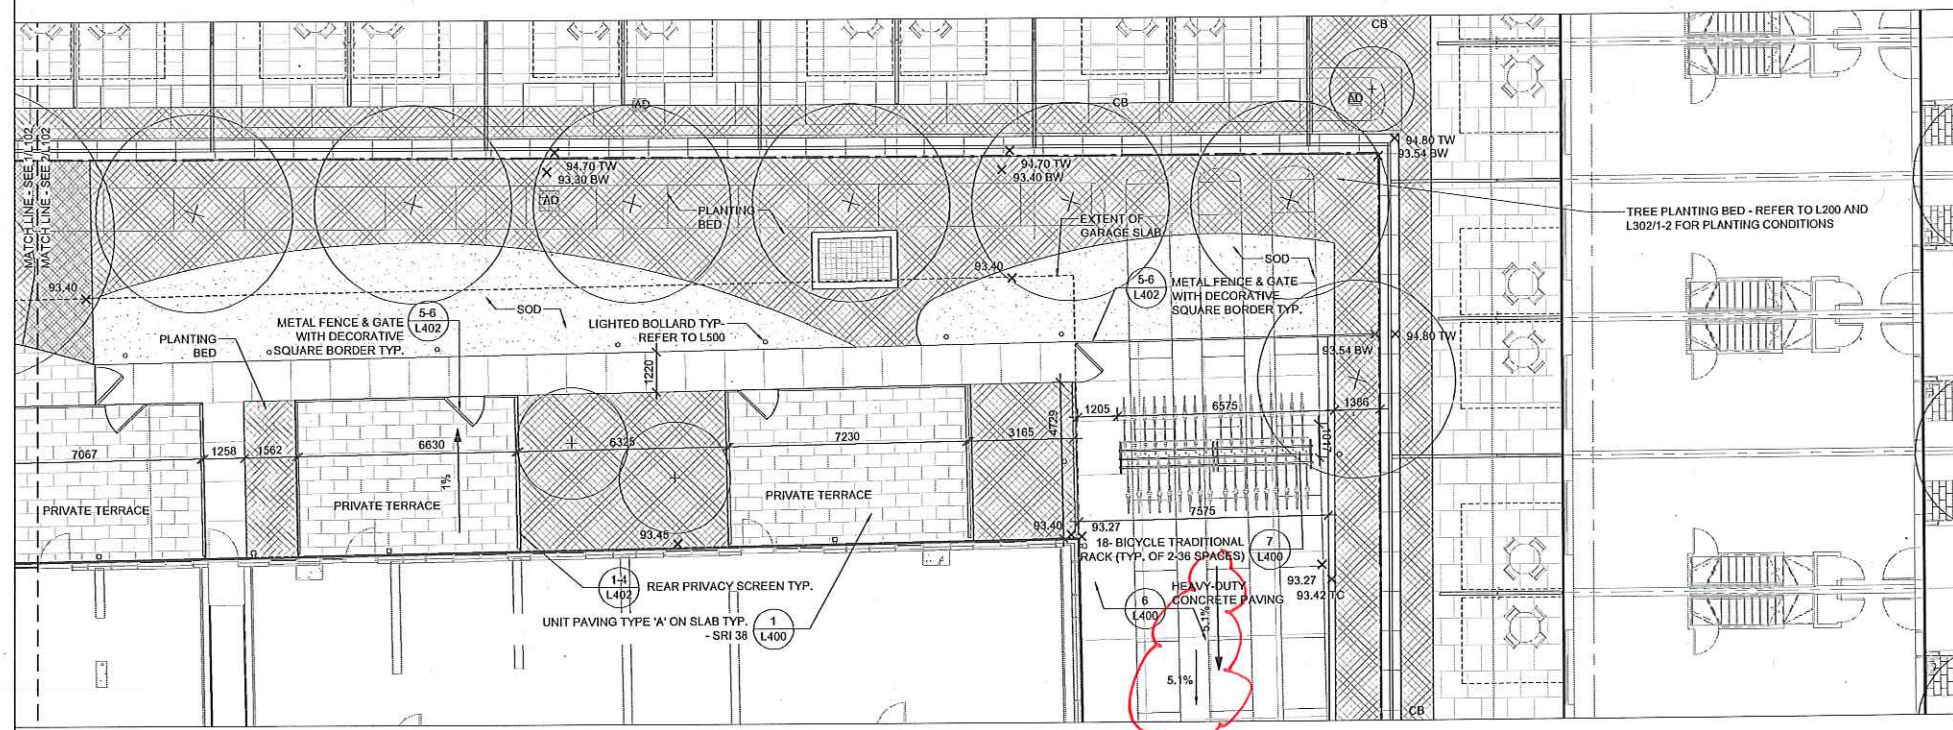 CB
AD
CB
AD
94.80 TW
93.54 BW
MATCH LINE - SEE 1/L102
MATCH LINE - SEE 2/L102
94.70 TW
93.30 BW
94.70 TW
93.40 BW
AD
PLANTING
BED
EXTENT OF
GARAGE SLAB
TREE PLANTING BED - REFER TO L200 AND
L302/1-2 FOR PLANTING CONDITIONS
93.40
93.40
SOD
5-6
L402
METAL FENCE & GATE
WITH DECORATIVE
SQUARE BORDER TYP.
SOD
5-6
L402
METAL FENCE & GATE
WITH DECORATIVE
SQUARE BORDER TYP.
LIGHTED BOLLARD TYP-
REFER TO L500
PLANTING
BED
94.80 TW
93.54 BW
1220
1205
6575
1386
4729
7067
1258
1562
6630
6325
7230
3165
1%
PRIVATE TERRACE
PRIVATE TERRACE
PRIVATE TERRACE
7575
93.45
93.40
93.27
18- BICYCLE TRADITIONAL
RACK (TYP. OF 2-36 SPACES)
7
L400
1-4
L402
REAR PRIVACY SCREEN TYP.
93.27
93.42 TC
HEAVY-DUTY
CONCRETE PAVING
6
L400
UNIT PAVING TYPE 'A' ON SLAB TYP.
- SRI 38
1
L400
5.1%
5.1%
CB